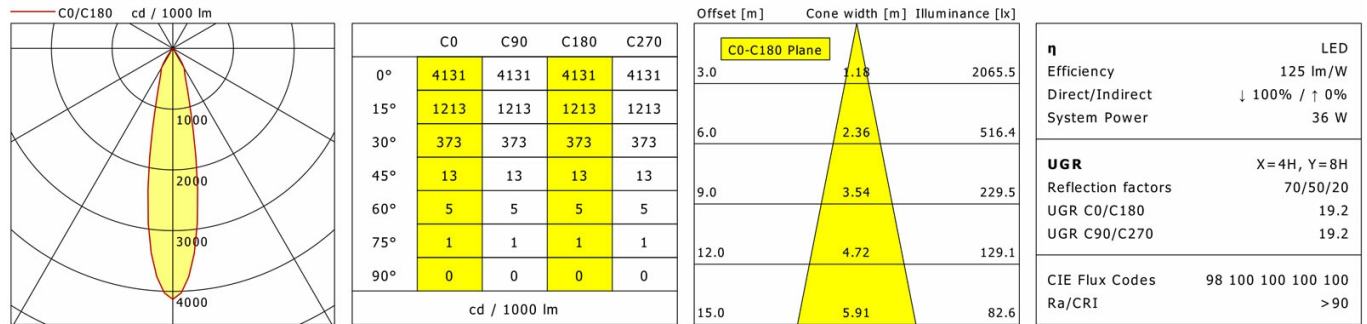 C0/C180 cd / 1000 lm
1000
2000
3000
4000
C0 C90 C180 C270
0° 4131 4131 4131 4131
15° 1213 1213 1213 1213
30° 373 373 373 373
45° 13 13 13 13
60° 5 5 5 5
75° 1 1 1 1
90° 0 0 0 0
cd / 1000 lm
Offset [m] Cone width [m] Illuminance [lx]
C0-C180 Plane
3.0 1.18 2065.5
6.0 2.36 516.4
9.0 3.54 229.5
12.0 4.72 129.1
15.0 5.91 82.6
η LED
Efficiency 125 lm/W
Direct/Indirect ↓ 100% / ↑ 0%
System Power 36 W
UGR X=4H, Y=8H
Reflection factors 70/50/20
UGR C0/C180 19.2
UGR C90/C270 19.2
CIE Flux Codes 98 100 100 100 100
Ra/CRI >90